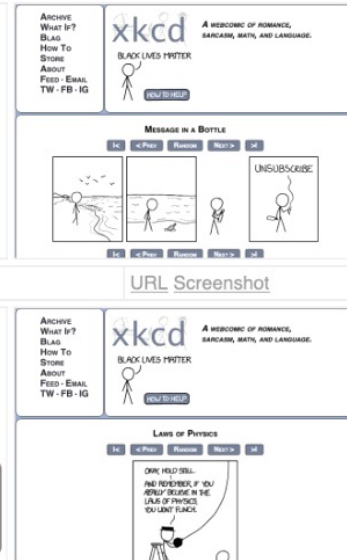 ARCHIVE
WHAT IF?
BLAG
HOW TO
STORE
ABOUT
FEED - EMAIL
TW - FB - IG
xkcd
A WEBCOMIC OF ROMANCE,
SARCASM, MATH, AND LANGUAGE.
BLACK LIVES MATTER
HOW TO HELP
MESSAGE IN A BOTTLE
|< < PREV RANDOM NEXT > >|
UNSUBSCRIBE
|< < PREV RANDOM NEXT > >|
URL Screenshot
ARCHIVE
WHAT IF?
BLAG
HOW TO
STORE
ABOUT
FEED - EMAIL
TW - FB - IG
xkcd
A WEBCOMIC OF ROMANCE,
SARCASM, MATH, AND LANGUAGE.
BLACK LIVES MATTER
HOW TO HELP
LAWS OF PHYSICS
|< < PREV RANDOM NEXT > >|
OKAY, HOLD STILL.
AND REMEMBER, IF YOU
REALLY BELIEVE IN THE
LAWS OF PHYSICS,
YOU WON'T FLINCH.